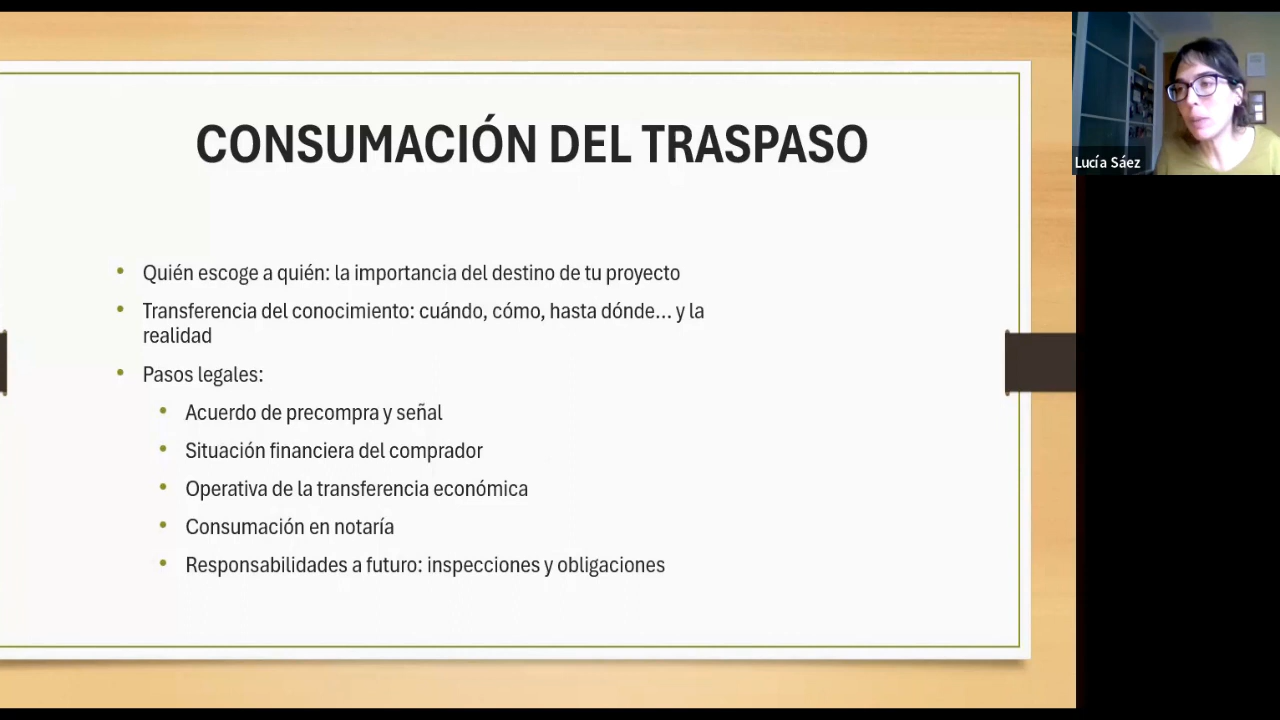 CONSUMACIÓN DEL TRASPASO
• Quién escoge a quién: la importancia del destino de tu proyecto
• Transferencia del conocimiento: cuándo, cómo, hasta dónde… y la
realidad
• Pasos legales:
• Acuerdo de precompra y señal
• Situación financiera del comprador
• Operativa de la transferencia económica
• Consumación en notaría
• Responsabilidades a futuro: inspecciones y obligaciones
Lucía Sáez